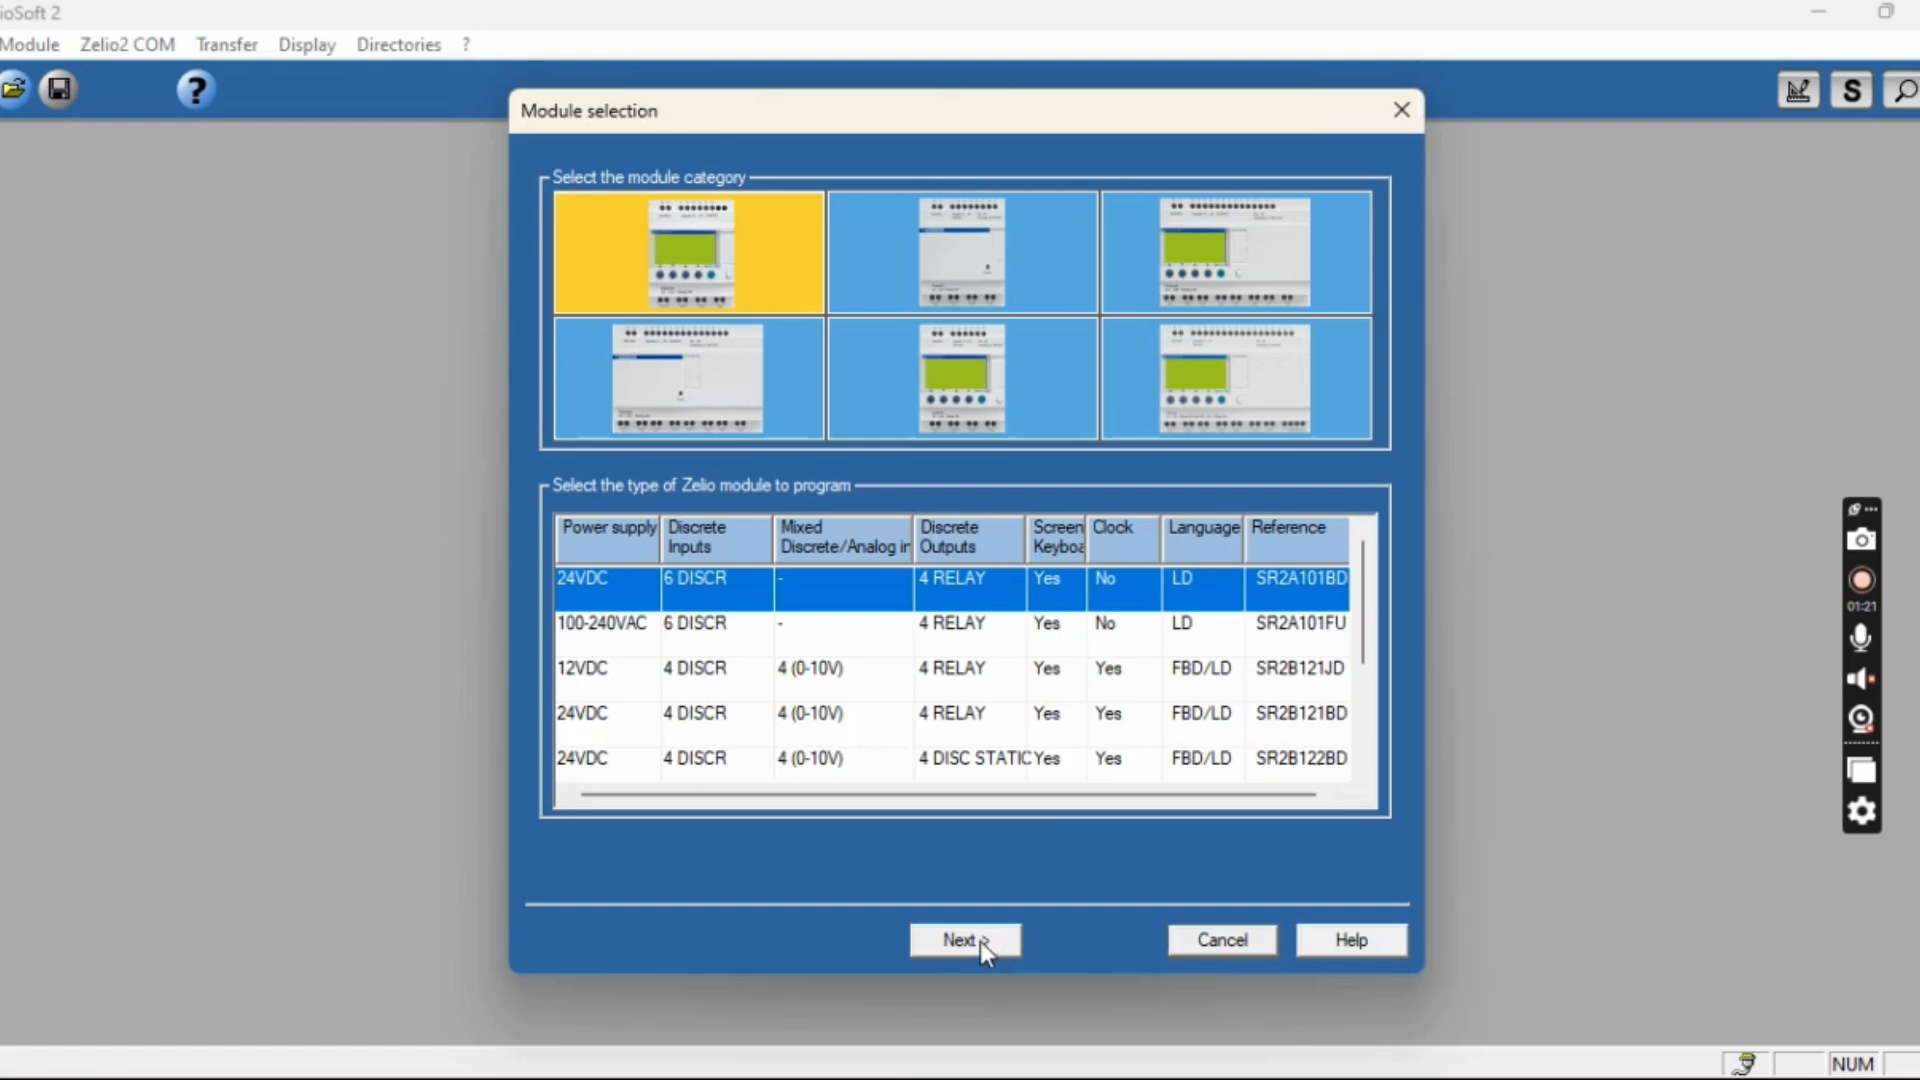 ioSoft 2
Module Zelio2 COM Transfer Display Directories ?
?
S
Module selection
Select the module category
Select the type of Zelio module to program
Power supply Discrete Inputs Mixed Discrete/Analog in Discrete Outputs Screen Keyboa Clock Language Reference
24VDC 6 DISCR - 4 RELAY Yes No LD SR2A101BD
100-240VAC 6 DISCR - 4 RELAY Yes No LD SR2A101FU
12VDC 4 DISCR 4 (0-10V) 4 RELAY Yes Yes FBD/LD SR2B121JD
24VDC 4 DISCR 4 (0-10V) 4 RELAY Yes Yes FBD/LD SR2B121BD
24VDC 4 DISCR 4 (0-10V) 4 DISC STATIC Yes Yes FBD/LD SR2B122BD
01:21
Next >
Cancel
Help
NUM